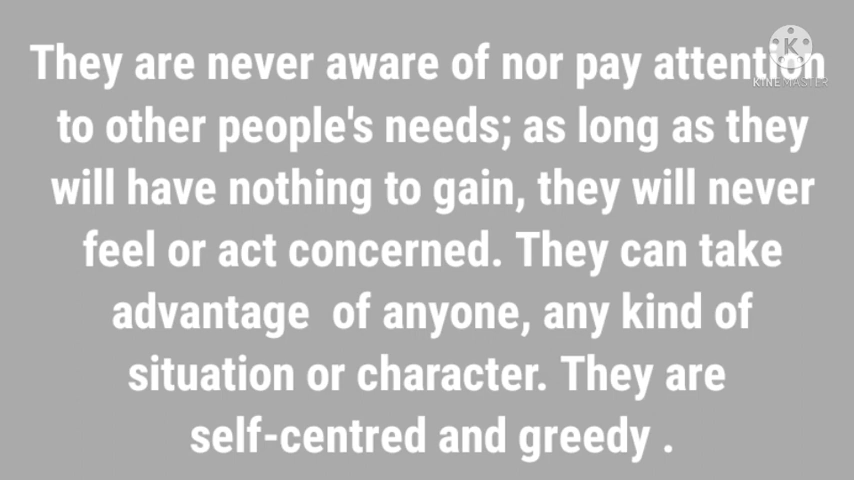 They are never aware of nor pay attention
to other people's needs; as long as they
will have nothing to gain, they will never
feel or act concerned. They can take
advantage of anyone, any kind of
situation or character. They are
self-centred and greedy .
K
KINEMASTER